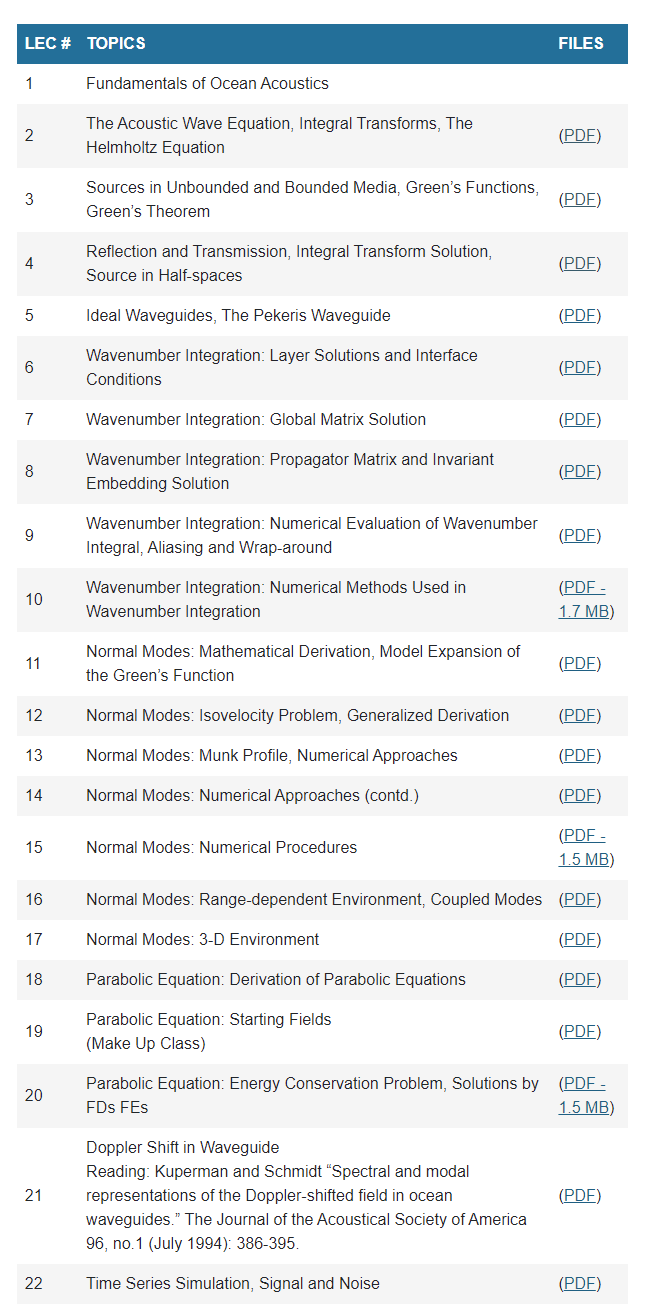 LEC # TOPICS FILES
1 Fundamentals of Ocean Acoustics
2 The Acoustic Wave Equation, Integral Transforms, The
Helmholtz Equation (PDF)
3 Sources in Unbounded and Bounded Media, Green’s Functions,
Green’s Theorem (PDF)
4 Reflection and Transmission, Integral Transform Solution,
Source in Half-spaces (PDF)
5 Ideal Waveguides, The Pekeris Waveguide (PDF)
6 Wavenumber Integration: Layer Solutions and Interface
Conditions (PDF)
7 Wavenumber Integration: Global Matrix Solution (PDF)
8 Wavenumber Integration: Propagator Matrix and Invariant
Embedding Solution (PDF)
9 Wavenumber Integration: Numerical Evaluation of Wavenumber
Integral, Aliasing and Wrap-around (PDF)
10 Wavenumber Integration: Numerical Methods Used in (PDF -
Wavenumber Integration 1.7 MB)
11 Normal Modes: Mathematical Derivation, Model Expansion of
the Green’s Function (PDF)
12 Normal Modes: Isovelocity Problem, Generalized Derivation (PDF)
13 Normal Modes: Munk Profile, Numerical Approaches (PDF)
14 Normal Modes: Numerical Approaches (contd.) (PDF)
15 Normal Modes: Numerical Procedures (PDF -
1.5 MB)
16 Normal Modes: Range-dependent Environment, Coupled Modes (PDF)
17 Normal Modes: 3-D Environment (PDF)
18 Parabolic Equation: Derivation of Parabolic Equations (PDF)
19 Parabolic Equation: Starting Fields
(Make Up Class) (PDF)
20 Parabolic Equation: Energy Conservation Problem, Solutions by (PDF -
FDs FEs 1.5 MB)
Doppler Shift in Waveguide
Reading: Kuperman and Schmidt “Spectral and modal
21 representations of the Doppler-shifted field in ocean (PDF)
waveguides.” The Journal of the Acoustical Society of America
96, no.1 (July 1994): 386-395.
22 Time Series Simulation, Signal and Noise (PDF)